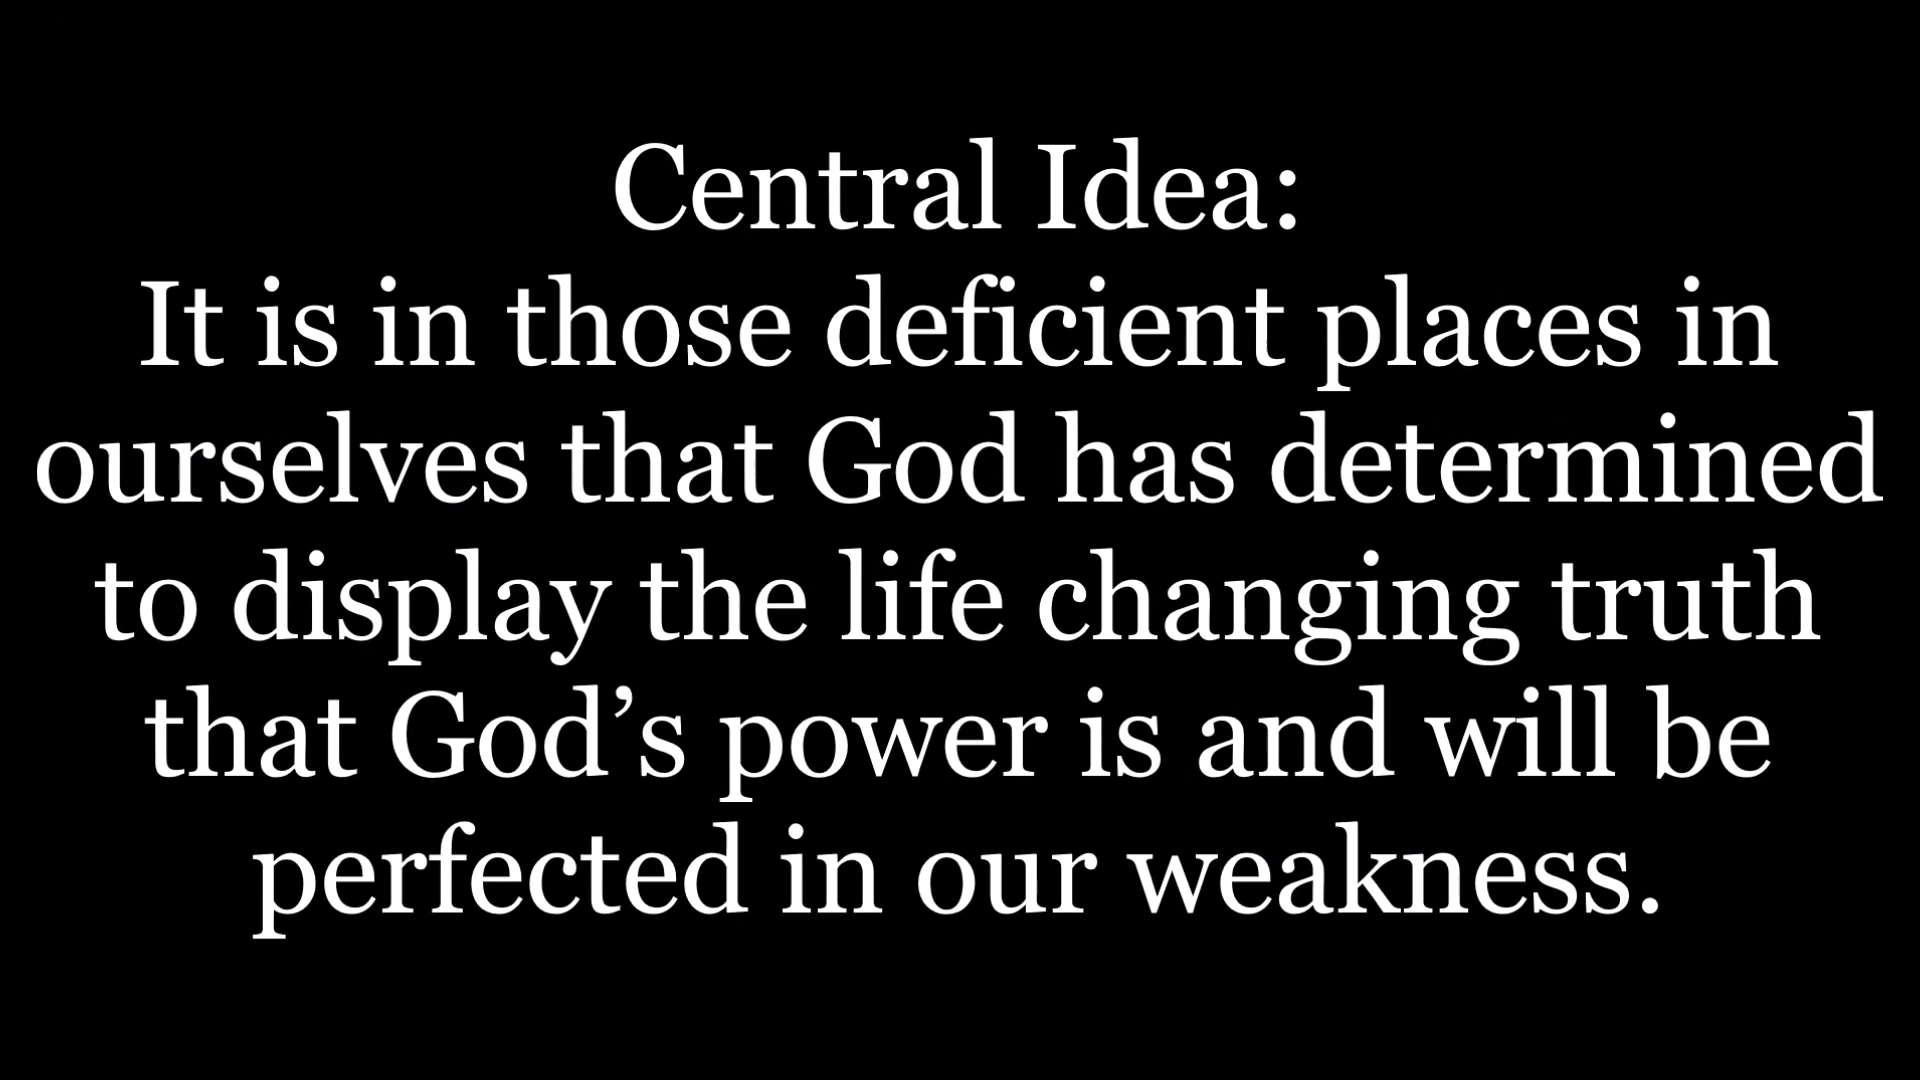 Central Idea:
It is in those deficient places in
ourselves that God has determined
to display the life changing truth
that God’s power is and will be
perfected in our weakness.